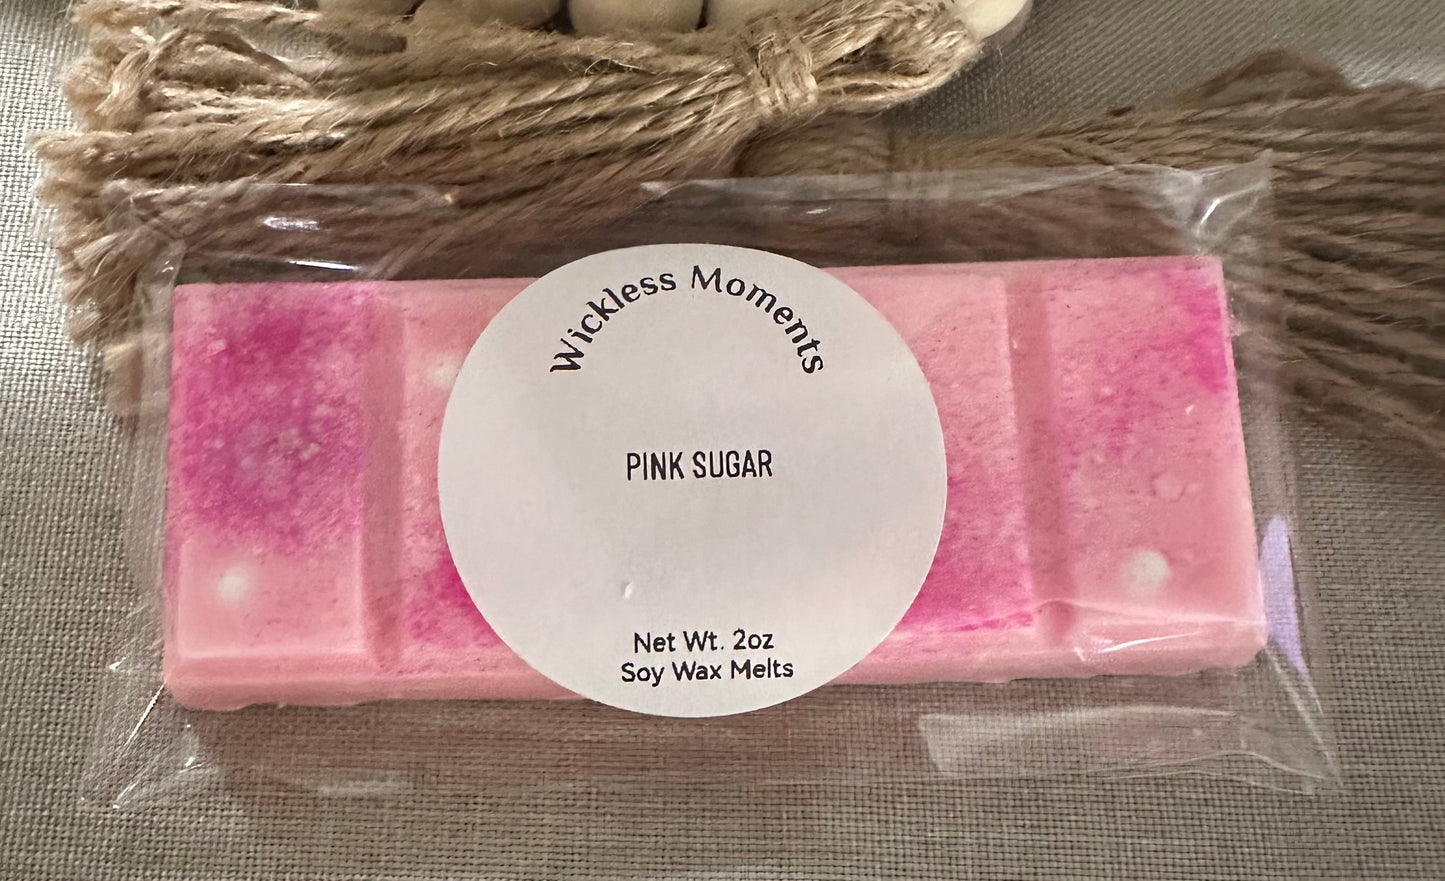 Wickless Moments
PINK SUGAR
Net Wt. 2oz
Soy Wax Melts